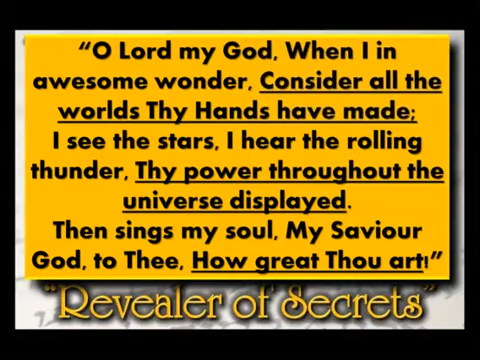 “O Lord my God, When I in
awesome wonder, Consider all the
worlds Thy Hands have made;
I see the stars, I hear the rolling
thunder, Thy power throughout the
universe displayed.
Then sings my soul, My Saviour
God, to Thee, How great Thou art!”
“Revealer of Secrets”